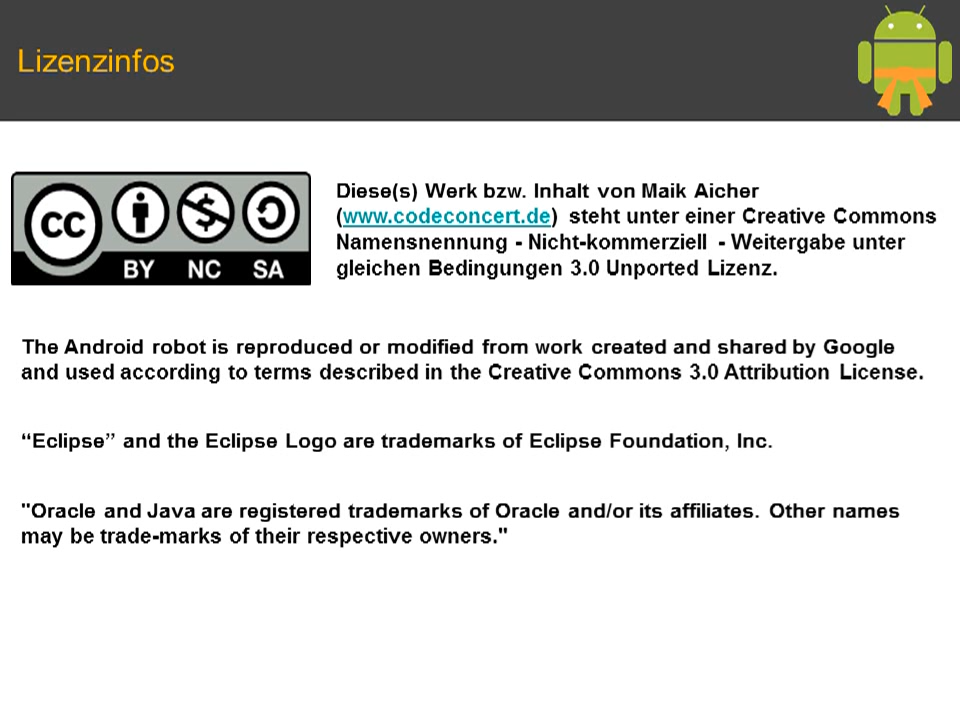 Lizenzinfos
cc
BY NC SA
Diese(s) Werk bzw. Inhalt von Maik Aicher
(www.codeconcert.de) steht unter einer Creative Commons
Namensnennung - Nicht-kommerziell - Weitergabe unter
gleichen Bedingungen 3.0 Unported Lizenz.
The Android robot is reproduced or modified from work created and shared by Google
and used according to terms described in the Creative Commons 3.0 Attribution License.
“Eclipse” and the Eclipse Logo are trademarks of Eclipse Foundation, Inc.
"Oracle and Java are registered trademarks of Oracle and/or its affiliates. Other names
may be trade-marks of their respective owners."